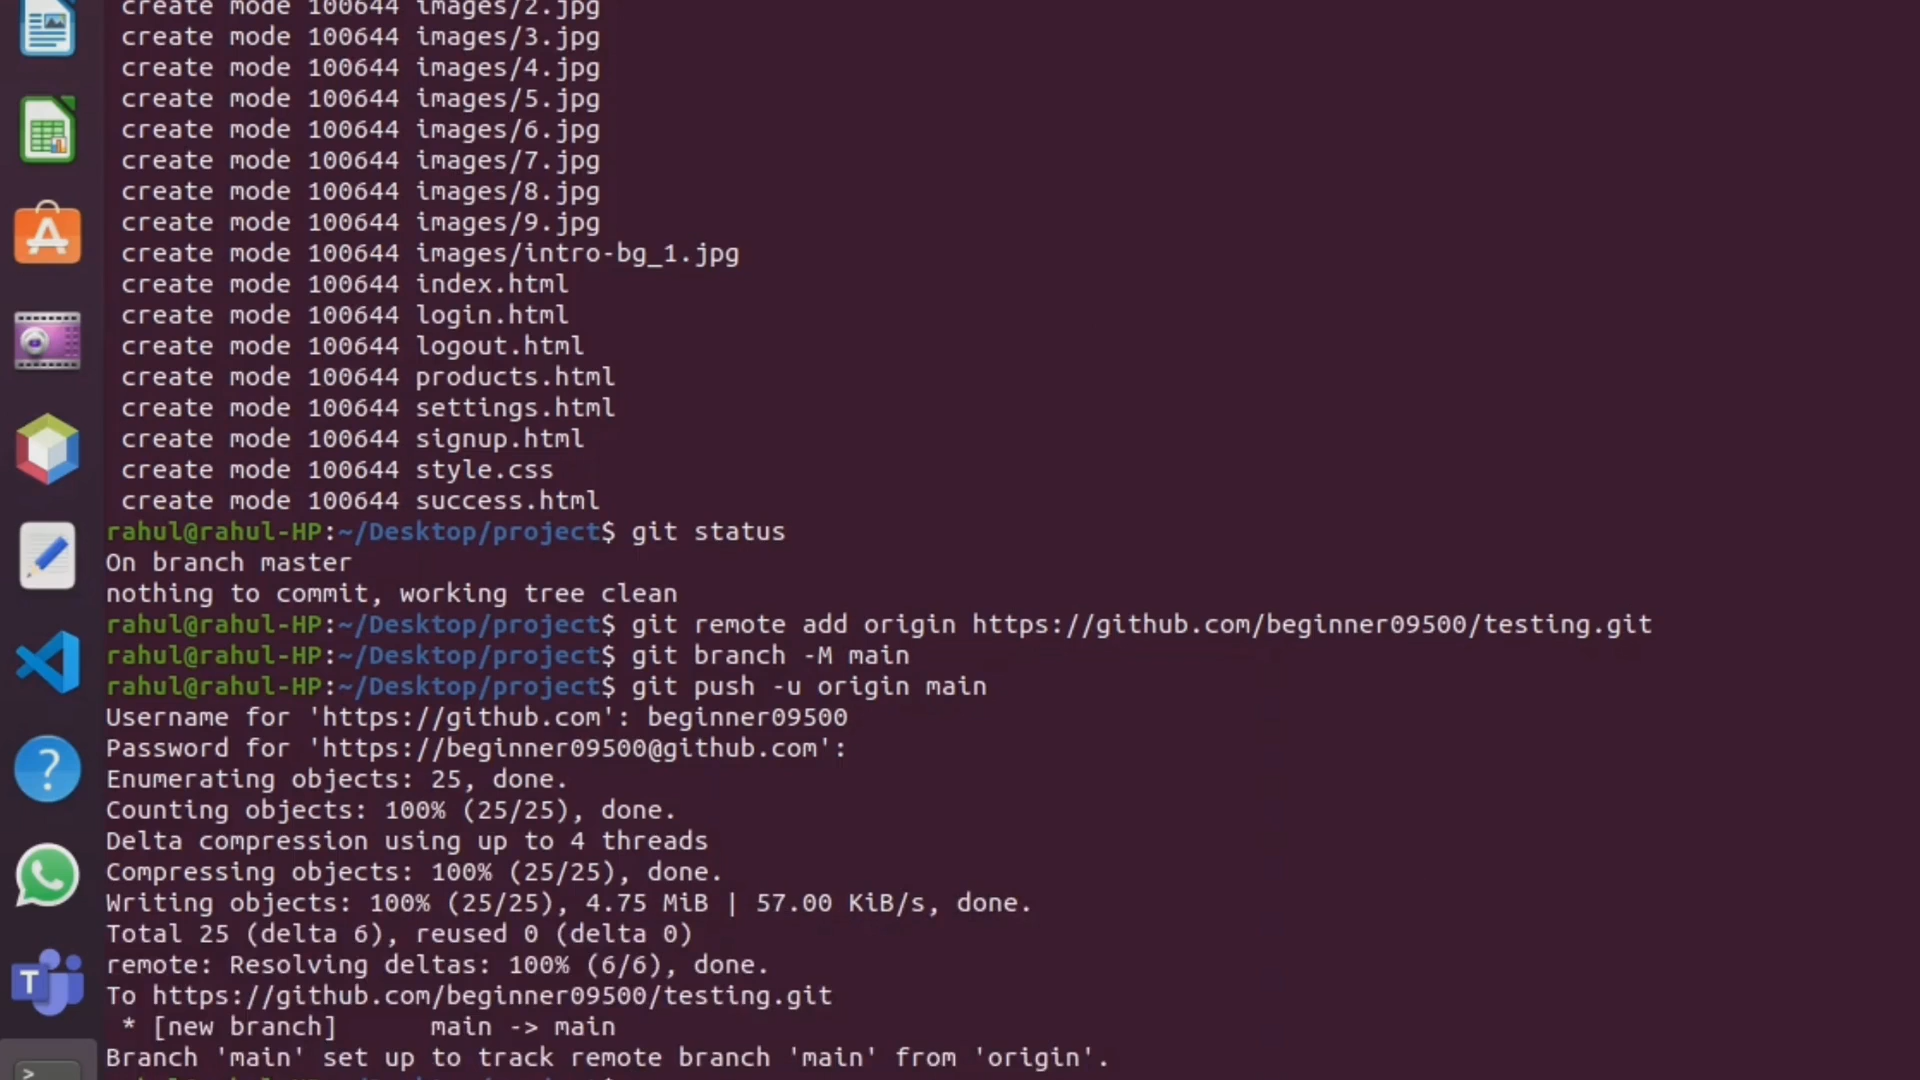 create mode 100644 images/2.jpg
create mode 100644 images/3.jpg
create mode 100644 images/4.jpg
create mode 100644 images/5.jpg
create mode 100644 images/6.jpg
create mode 100644 images/7.jpg
create mode 100644 images/8.jpg
create mode 100644 images/9.jpg
create mode 100644 images/intro-bg_1.jpg
create mode 100644 index.html
create mode 100644 login.html
create mode 100644 logout.html
create mode 100644 products.html
create mode 100644 settings.html
create mode 100644 signup.html
create mode 100644 style.css
create mode 100644 success.html
rahul@rahul-HP:~/Desktop/project$ git status
On branch master
nothing to commit, working tree clean
rahul@rahul-HP:~/Desktop/project$ git remote add origin https://github.com/beginner09500/testing.git
rahul@rahul-HP:~/Desktop/project$ git branch -M main
rahul@rahul-HP:~/Desktop/project$ git push -u origin main
Username for 'https://github.com': beginner09500
Password for 'https://beginner09500@github.com':
Enumerating objects: 25, done.
Counting objects: 100% (25/25), done.
Delta compression using up to 4 threads
Compressing objects: 100% (25/25), done.
Writing objects: 100% (25/25), 4.75 MiB | 57.00 KiB/s, done.
Total 25 (delta 6), reused 0 (delta 0)
remote: Resolving deltas: 100% (6/6), done.
To https://github.com/beginner09500/testing.git
 * [new branch]      main -> main
Branch 'main' set up to track remote branch 'main' from 'origin'.